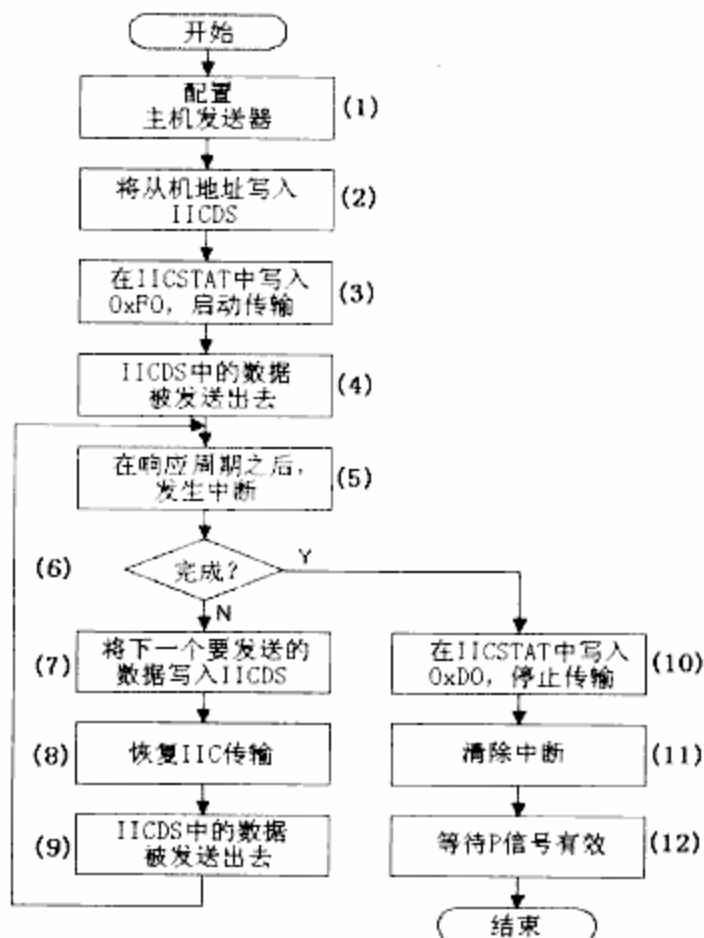 开始
配置
主机发送器
(1)
将从机地址写入
IICDS
(2)
在IICSTAT中写入
0xF0，启动传输
(3)
IICDS中的数据
被发送出去
(4)
在响应周期之后，
发生中断
(5)
(6)
完成？
Y
N
将下一个要发送的
数据写入IICDS
(7)
恢复IIC传输
(8)
IICDS中的数据
被发送出去
(9)
在IICSTAT中写入
0xD0，停止传输
(10)
清除中断
(11)
等待P信号有效
(12)
结束